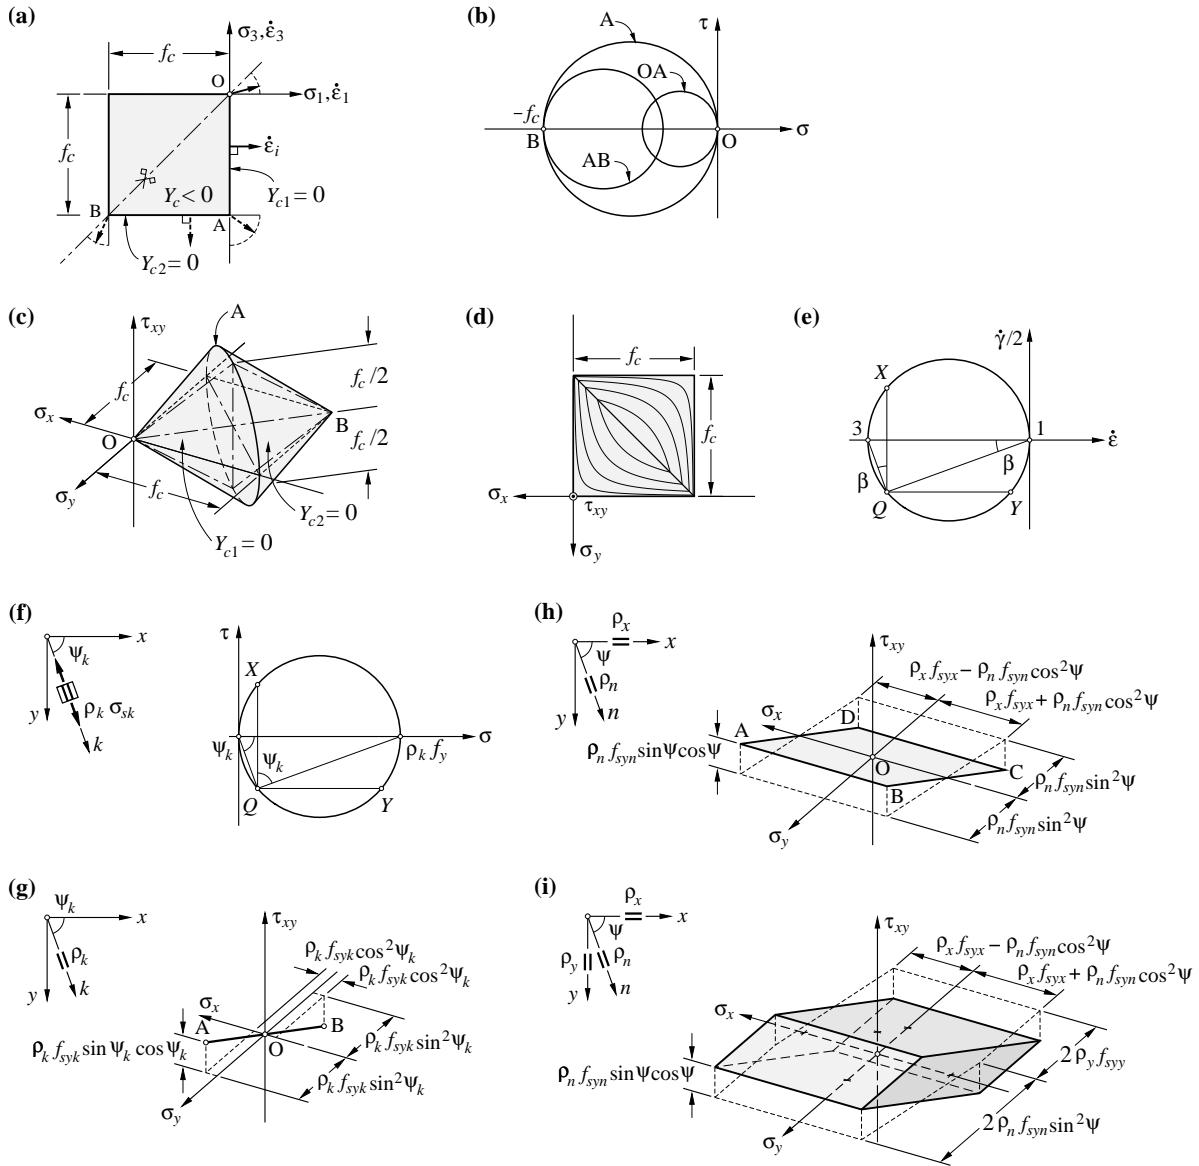 (a)
σ3, ε̇3
f_c
O
σ1, ε̇1
f_c
ε̇_i
Y_c < 0
Y_c1 = 0
B
A
Y_c2 = 0
(b)
A
τ
OA
−f_c
B
O
σ
AB
(c)
A
τ_xy
f_c
f_c/2
σ_x
O
B
f_c/2
σ_y
f_c
Y_c2 = 0
Y_c1 = 0
(d)
f_c
f_c
σ_x
τ_xy
σ_y
(e)
γ̇/2
X
3
1
ε̇
β
β
Q
Y
(f)
x
ψ_k
y
ρ_k σ_sk
k
τ
X
σ
ψ_k
ρ_k f_y
ψ_k
Q
Y
(g)
ψ_k
x
ρ_k
y
k
τ_xy
ρ_k f_syk cos²ψ_k
ρ_k f_syk cos²ψ_k
σ_x
A
B
O
ρ_k f_syk sin ψ_k cos ψ_k
ρ_k f_syk sin²ψ_k
ρ_k f_syk sin²ψ_k
σ_y
(h)
ρ_x
x
ψ
ρ_n
y
n
τ_xy
ρ_x f_syx − ρ_n f_syn cos²ψ
ρ_x f_syx + ρ_n f_syn cos²ψ
σ_x
D
A
ρ_n f_syn sinψ cosψ
O
C
B
ρ_n f_syn sin²ψ
ρ_n f_syn sin²ψ
σ_y
(i)
ρ_x
x
ψ
ρ_y
ρ_n
y
n
τ_xy
ρ_x f_syx − ρ_n f_syn cos²ψ
ρ_x f_syx + ρ_n f_syn cos²ψ
σ_x
ρ_n f_syn sinψ cosψ
2 ρ_y f_syy
2 ρ_n f_syn sin²ψ
σ_y